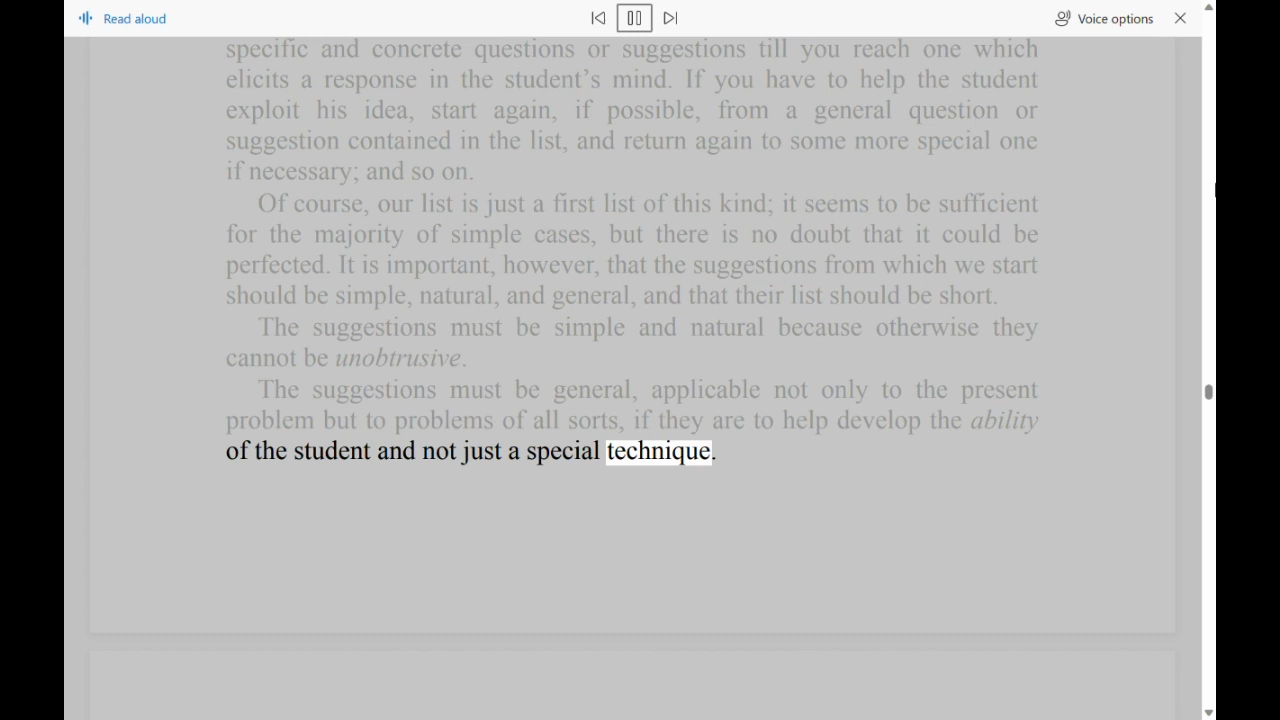 Read aloud
Voice options
specific and concrete questions or suggestions till you reach one which
elicits a response in the student’s mind. If you have to help the student
exploit his idea, start again, if possible, from a general question or
suggestion contained in the list, and return again to some more special one
if necessary; and so on.
Of course, our list is just a first list of this kind; it seems to be sufficient
for the majority of simple cases, but there is no doubt that it could be
perfected. It is important, however, that the suggestions from which we start
should be simple, natural, and general, and that their list should be short.
The suggestions must be simple and natural because otherwise they
cannot be unobtrusive.
The suggestions must be general, applicable not only to the present
problem but to problems of all sorts, if they are to help develop the ability
of the student and not just a special technique.